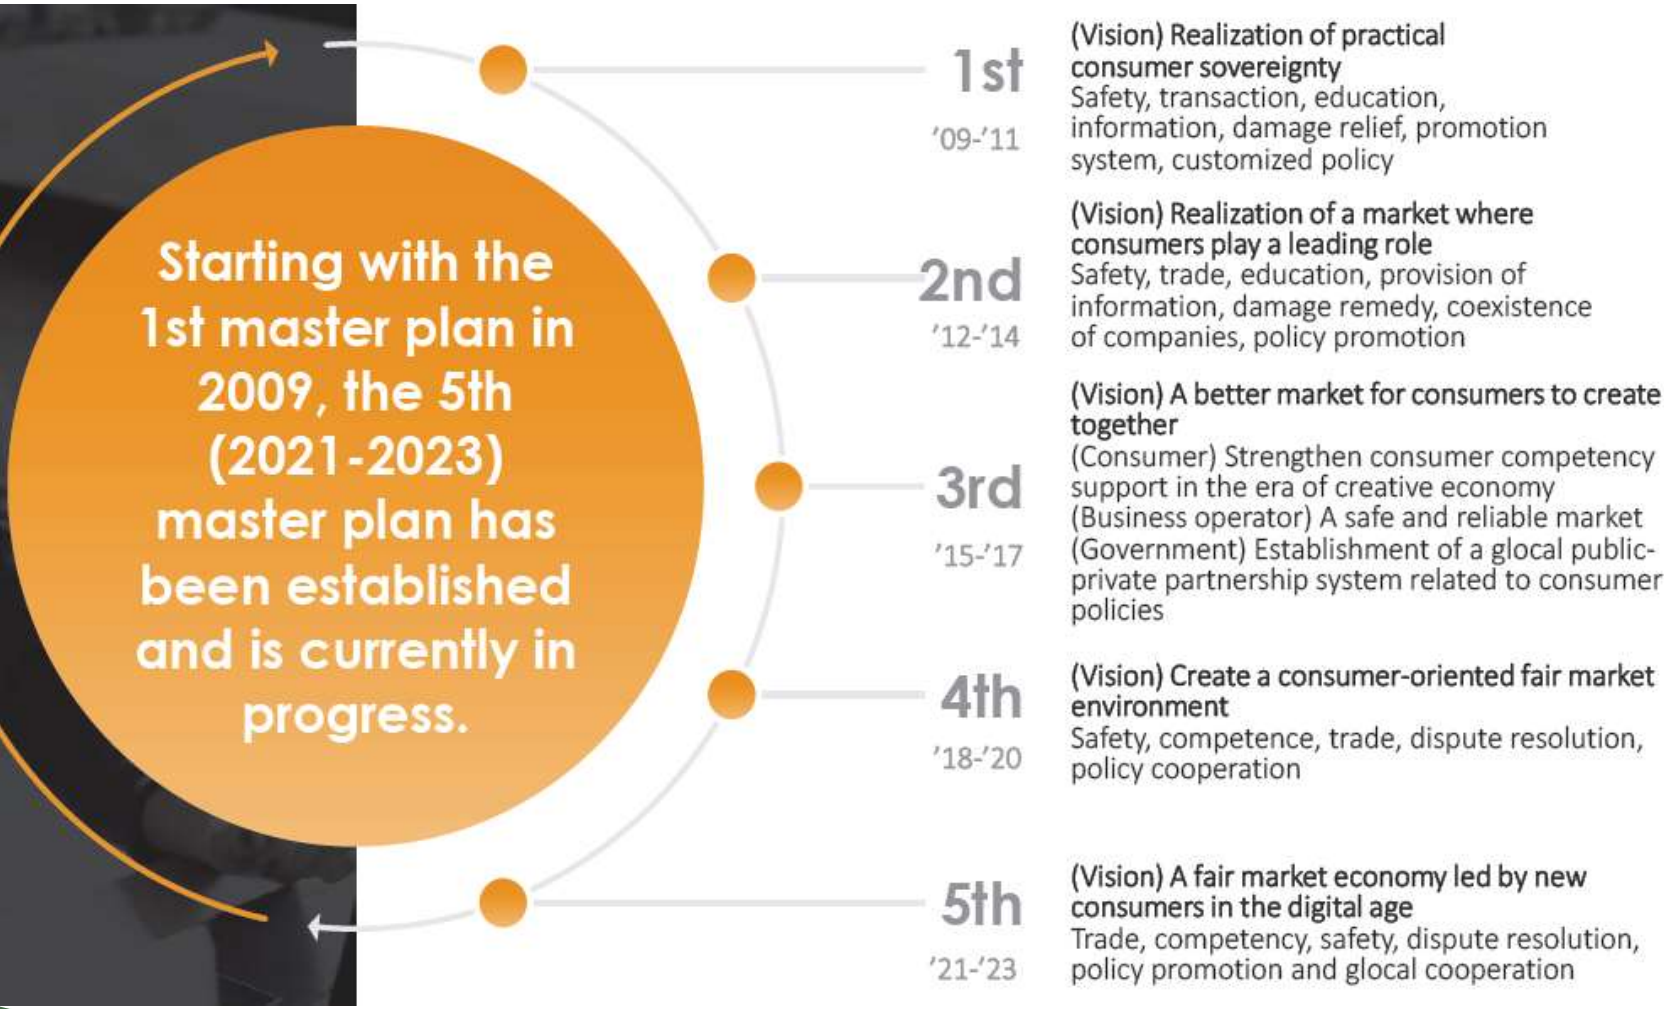 Starting with the
1st master plan in
2009, the 5th
(2021-2023)
master plan has
been established
and is currently in
progress.
1st
'09-'11
(Vision) Realization of practical
consumer sovereignty
Safety, transaction, education,
information, damage relief, promotion
system, customized policy
2nd
'12-'14
(Vision) Realization of a market where
consumers play a leading role
Safety, trade, education, provision of
information, damage remedy, coexistence
of companies, policy promotion
3rd
'15-'17
(Vision) A better market for consumers to create
together
(Consumer) Strengthen consumer competency
support in the era of creative economy
(Business operator) A safe and reliable market
(Government) Establishment of a glocal public-
private partnership system related to consumer
policies
4th
'18-'20
(Vision) Create a consumer-oriented fair market
environment
Safety, competence, trade, dispute resolution,
policy cooperation
5th
'21-'23
(Vision) A fair market economy led by new
consumers in the digital age
Trade, competency, safety, dispute resolution,
policy promotion and glocal cooperation